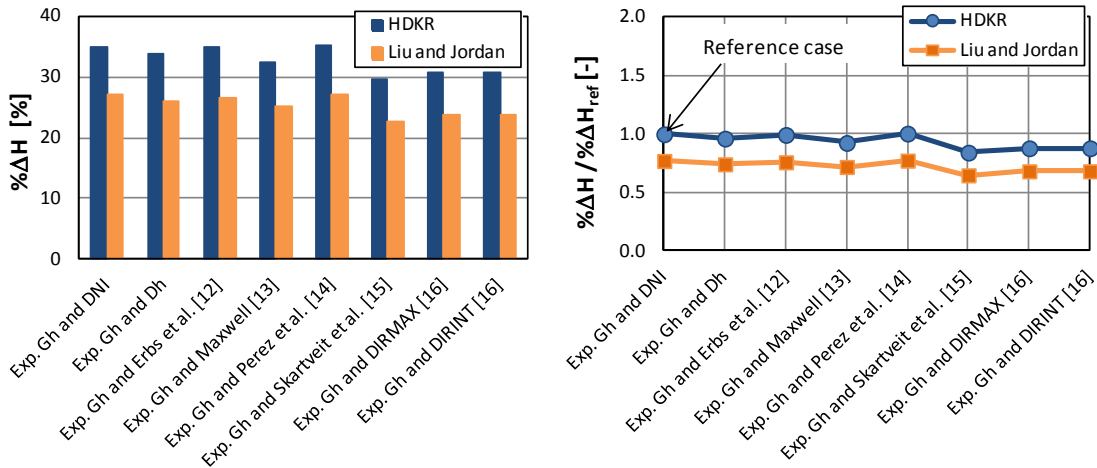 40
30
20
10
0
%ΔH [%]
HDKR
Liu and Jordan
Exp. Gh and DNI
Exp. Gh and Dh
Exp. Gh and Erbs et al. [12]
Exp. Gh and Maxwell [13]
Exp. Gh and Perez et al. [14]
Exp. Gh and Skartveit et al. [15]
Exp. Gh and DIRMAX [16]
Exp. Gh and DIRINT [16]
2.0
1.5
1.0
0.5
0.0
%ΔH / %ΔHref [-]
Reference case
HDKR
Liu and Jordan
Exp. Gh and DNI
Exp. Gh and Dh
Exp. Gh and Erbs et al. [12]
Exp. Gh and Maxwell [13]
Exp. Gh and Perez et al. [14]
Exp. Gh and Skartveit et al. [15]
Exp. Gh and DIRMAX [16]
Exp. Gh and DIRINT [16]